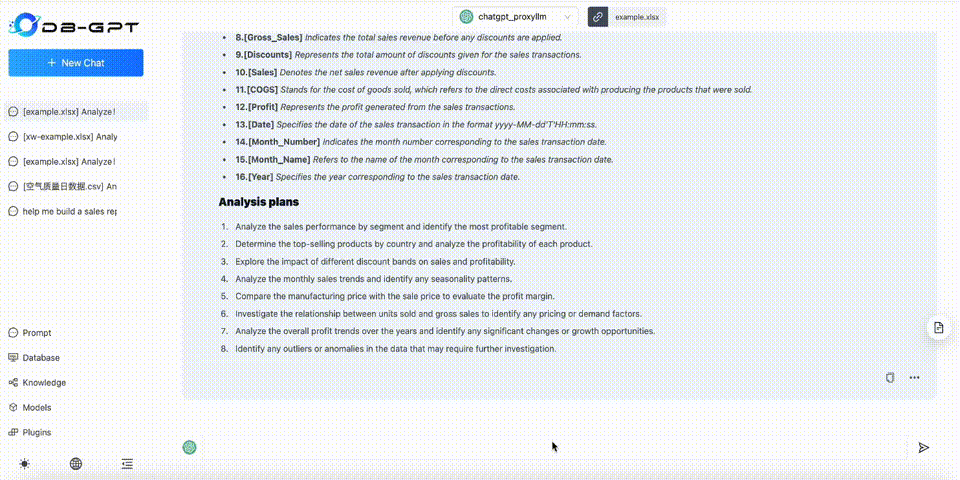 DB-GPT
chatgpt_proxyllm
example.xlsx
+ New Chat
[example.xlsx] Analyze
[xw-example.xlsx] Analy
[example.xlsx] Analyze
[空气质量日数据.csv] An
help me build a sales rep
Prompt
Database
Knowledge
Models
Plugins
• 8.[Gross_Sales] Indicates the total sales revenue before any discounts are applied.
• 9.[Discounts] Represents the total amount of discounts given for the sales transactions.
• 10.[Sales] Denotes the net sales revenue after applying discounts.
• 11.[COGS] Stands for the cost of goods sold, which refers to the direct costs associated with producing the products that were sold.
• 12.[Profit] Represents the profit generated from the sales transactions.
• 13.[Date] Specifies the date of the sales transaction in the format yyyy-MM-dd'T'HH:mm:ss.
• 14.[Month_Number] Indicates the month number corresponding to the sales transaction date.
• 15.[Month_Name] Refers to the name of the month corresponding to the sales transaction date.
• 16.[Year] Specifies the year corresponding to the sales transaction date.
Analysis plans
1. Analyze the sales performance by segment and identify the most profitable segment.
2. Determine the top-selling products by country and analyze the profitability of each product.
3. Explore the impact of different discount bands on sales and profitability.
4. Analyze the monthly sales trends and identify any seasonality patterns.
5. Compare the manufacturing price with the sale price to evaluate the profit margin.
6. Investigate the relationship between units sold and gross sales to identify any pricing or demand factors.
7. Analyze the overall profit trends over the years and identify any significant changes or growth opportunities.
8. Identify any outliers or anomalies in the data that may require further investigation.